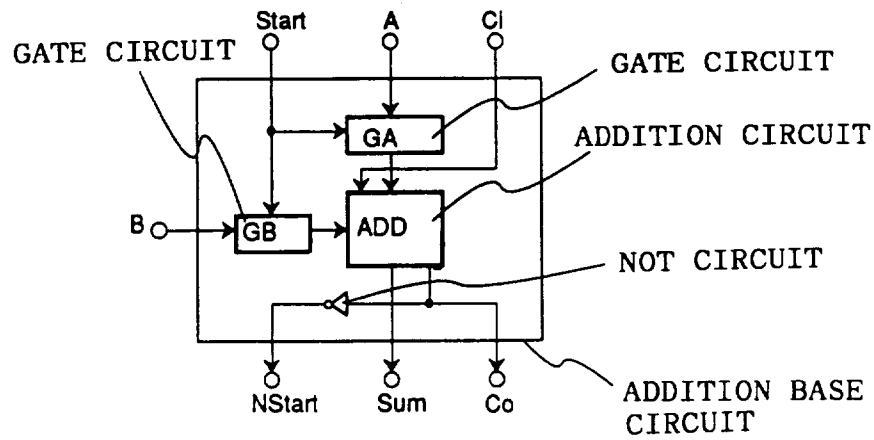 Start
A
Ci
GATE CIRCUIT
GATE CIRCUIT
GA
ADDITION CIRCUIT
B
GB
ADD
NOT CIRCUIT
NStart
Sum
Co
ADDITION BASE
CIRCUIT